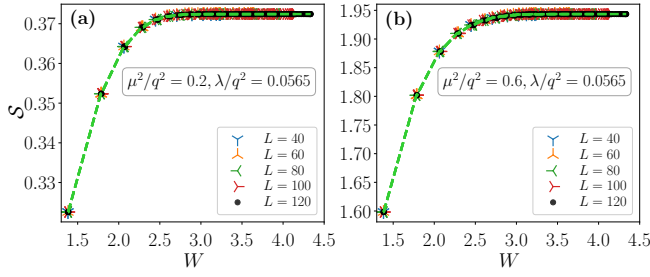 (a)
0.37
0.36
0.35
0.34
0.33
S
μ²/q² = 0.2, λ/q² = 0.0565
L = 40
L = 60
L = 80
L = 100
L = 120
1.5 2.0 2.5 3.0 3.5 4.0 4.5
W
(b)
1.95
1.90
1.85
1.80
1.75
1.70
1.65
1.60
μ²/q² = 0.6, λ/q² = 0.0565
L = 40
L = 60
L = 80
L = 100
L = 120
1.5 2.0 2.5 3.0 3.5 4.0 4.5
W